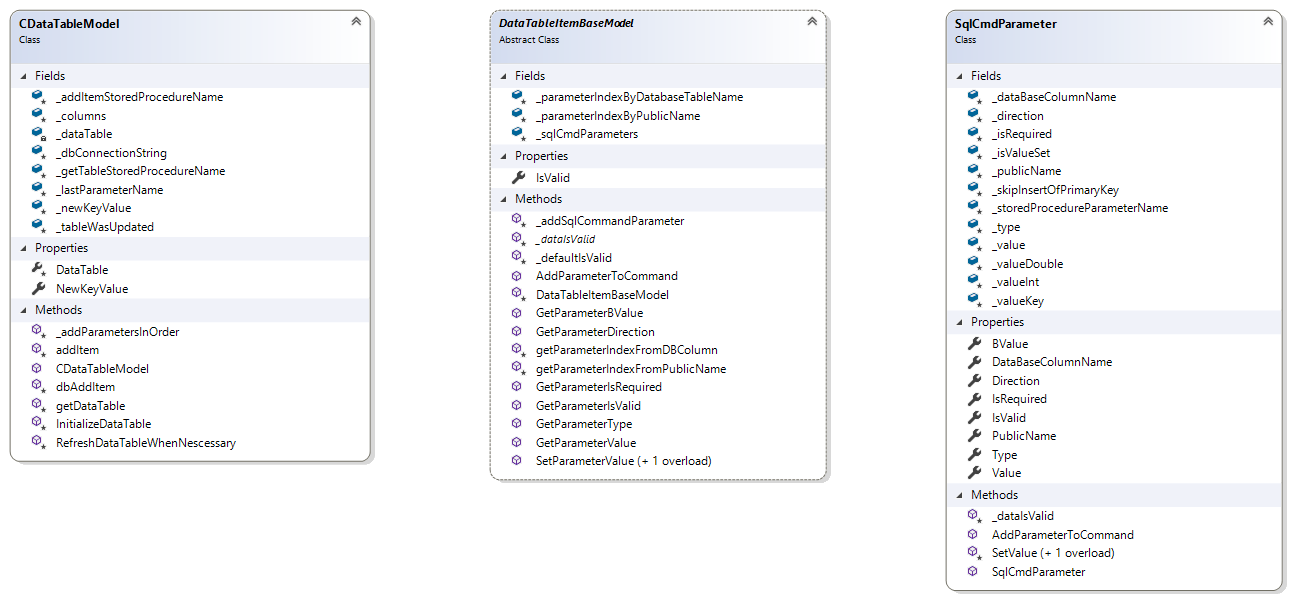 CDataTableModel
Class
Fields
_addItemStoredProcedureName
_columns
_dataTable
_dbConnectionString
_getTableStoredProcedureName
_lastParameterName
_newKeyValue
_tableWasUpdated
Properties
DataTable
NewKeyValue
Methods
_addParametersInOrder
addItem
CDataTableModel
dbAddItem
getDataTable
InitializeDataTable
RefreshDataTableWhenNescessary
DataTableItemBaseModel
Abstract Class
Fields
_parameterIndexByDatabaseTableName
_parameterIndexByPublicName
_sqlCmdParameters
Properties
IsValid
Methods
_addSqlCommandParameter
_dataIsValid
_defaultIsValid
AddParameterToCommand
DataTableItemBaseModel
GetParameterBValue
GetParameterDirection
getParameterIndexFromDBColumn
getParameterIndexFromPublicName
GetParameterIsRequired
GetParameterIsValid
GetParameterType
GetParameterValue
SetParameterValue (+ 1 overload)
SqlCmdParameter
Class
Fields
_dataBaseColumnName
_direction
_isRequired
_isValueSet
_publicName
_skipInsertOfPrimaryKey
_storedProcedureParameterName
_type
_value
_valueDouble
_valueInt
_valueKey
Properties
BValue
DataBaseColumnName
Direction
IsRequired
IsValid
PublicName
Type
Value
Methods
_dataIsValid
AddParameterToCommand
SetValue (+ 1 overload)
SqlCmdParameter